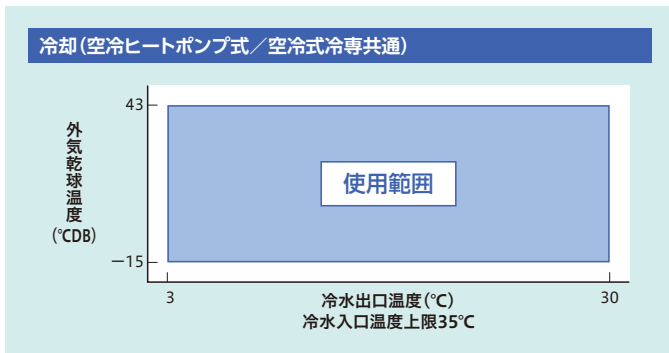 冷却(空冷ヒートポンプ式／空冷式冷専共通)
43
外気乾球温度
(℃DB)
使用範囲
−15
3
冷水出口温度(℃)
30
冷水入口温度上限35℃